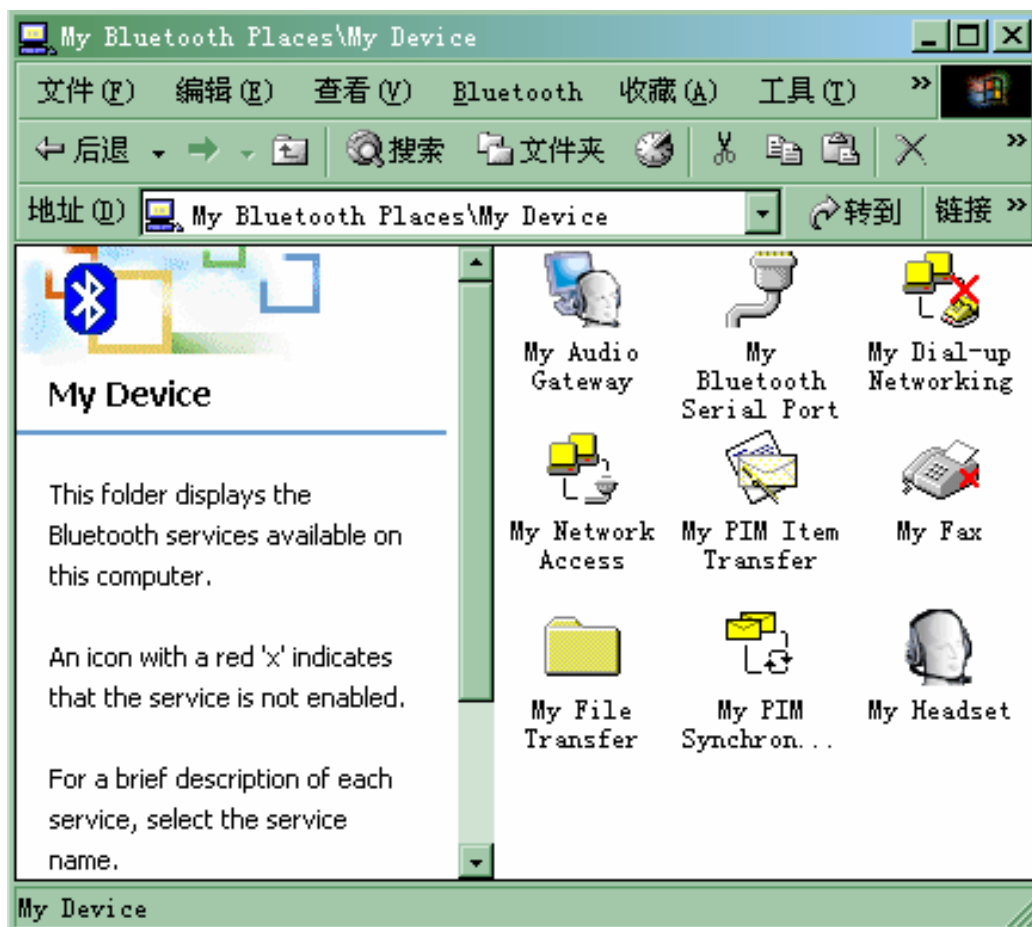 My Bluetooth Places\My Device
文件(F) 编辑(E) 查看(V) Bluetooth 收藏(A) 工具(T) »
后退 搜索 文件夹 »
地址(D) My Bluetooth Places\My Device 转到 链接 »
My Device
This folder displays the
Bluetooth services available on
this computer.
An icon with a red 'x' indicates
that the service is not enabled.
For a brief description of each
service, select the service
name.
My Audio
Gateway
My
Bluetooth
Serial Port
My Dial-up
Networking
My Network
Access
My PIM Item
Transfer
My Fax
My File
Transfer
My PIM
Synchron...
My Headset
My Device